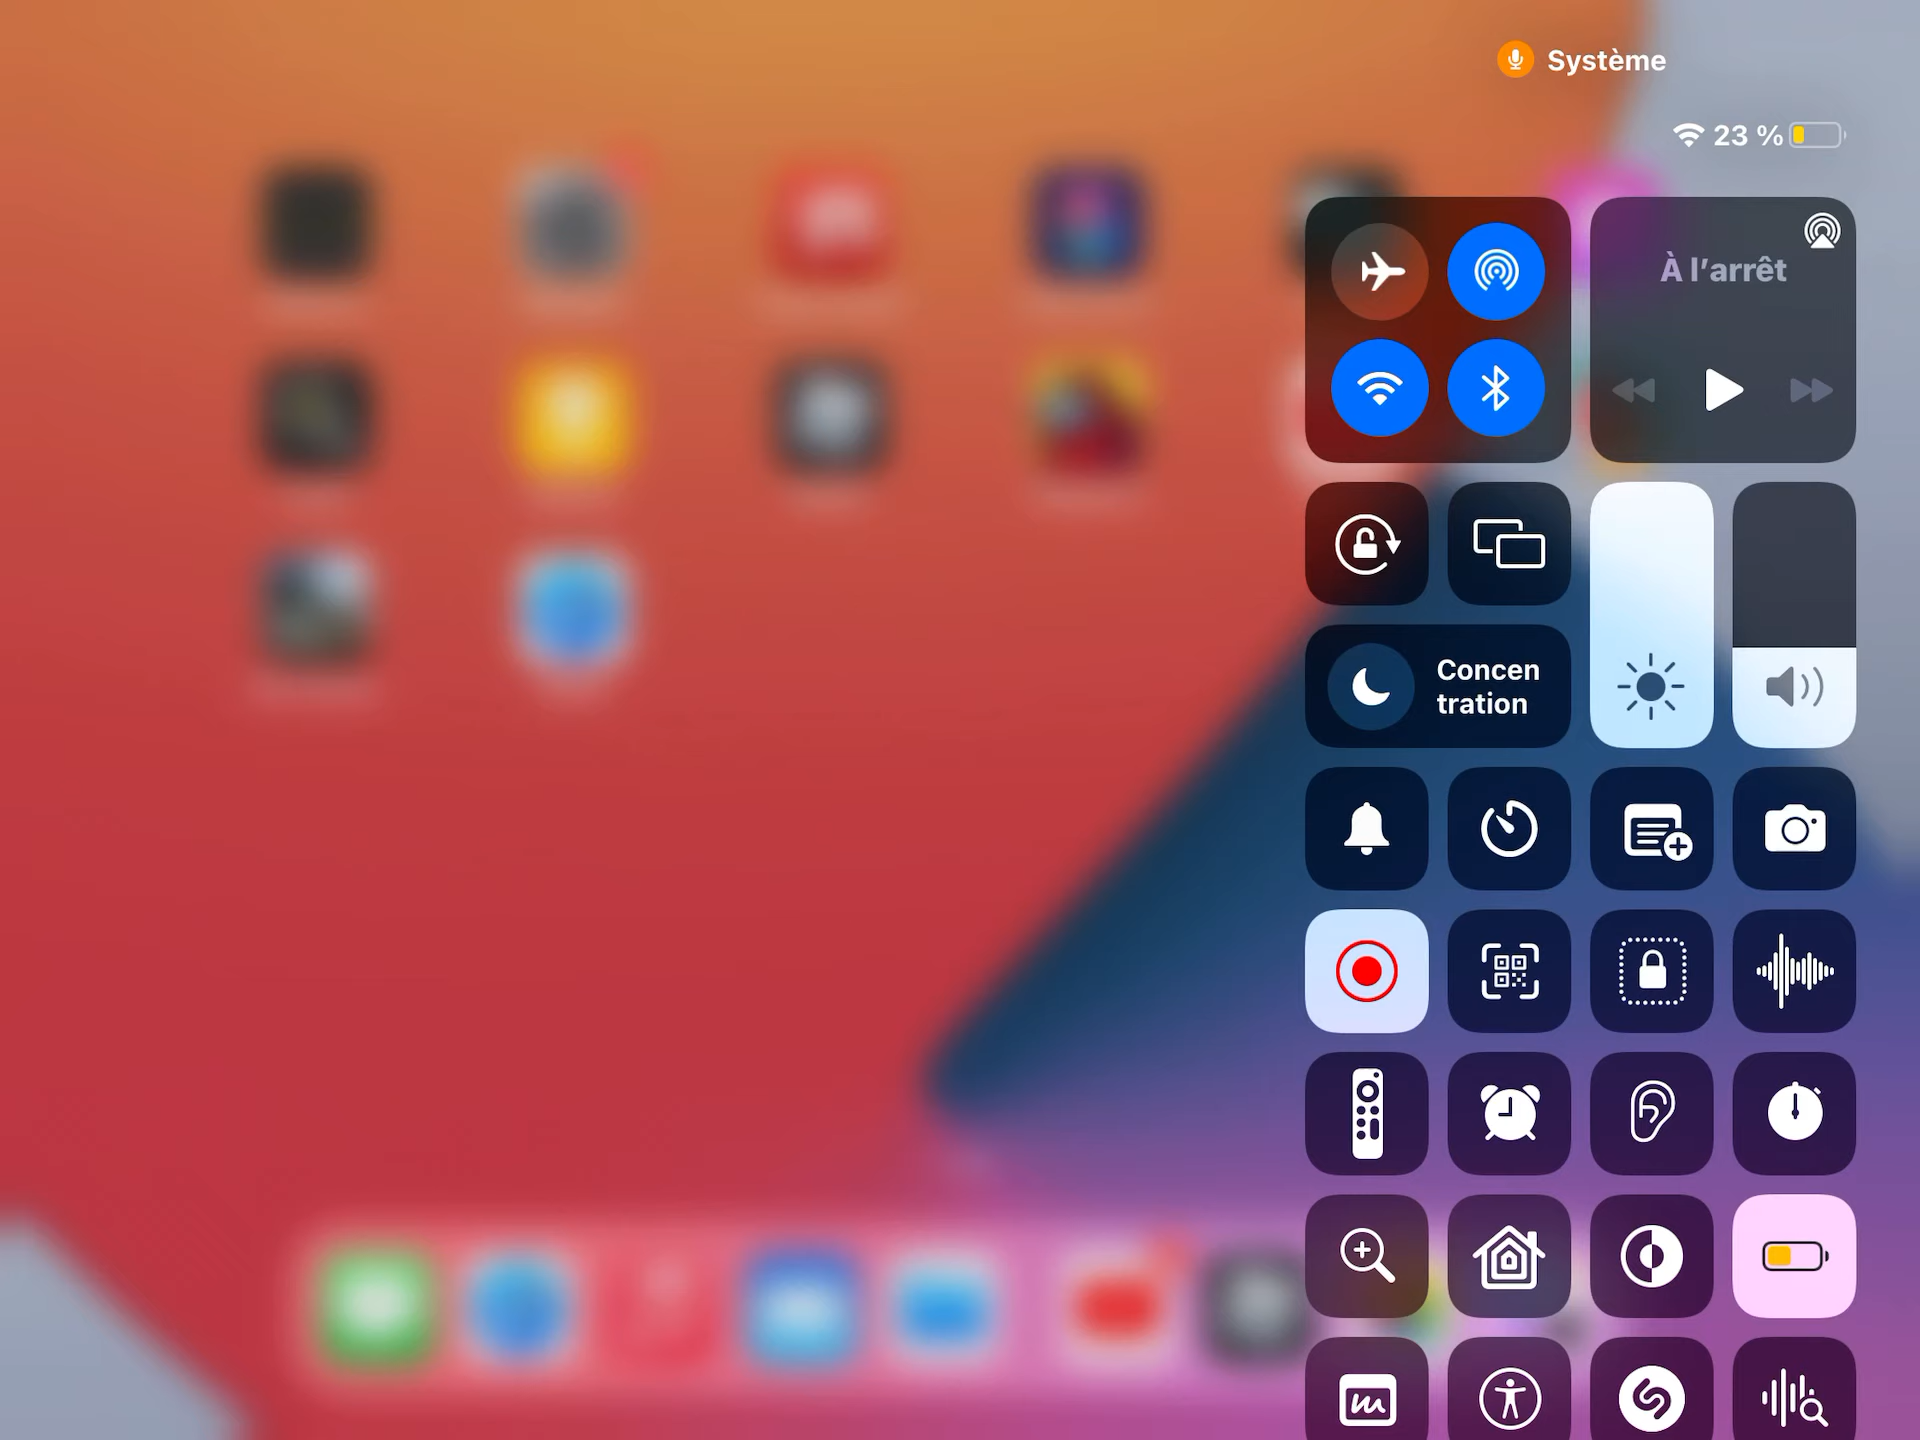 Système
23 %
À l’arrêt
Concen
tration